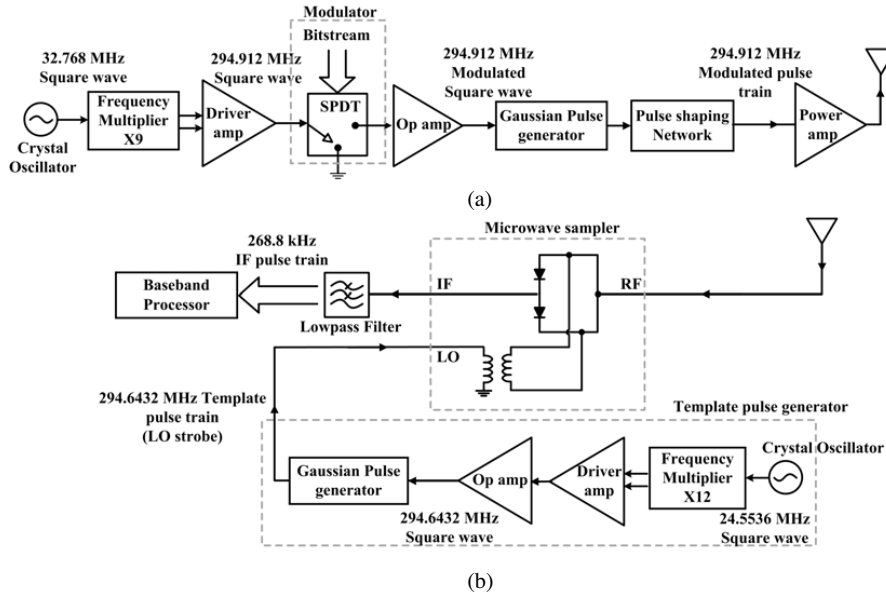 32.768 MHz
Square wave
Crystal
Oscillator
Frequency
Multiplier
X9
294.912 MHz
Square wave
Driver
amp
Modulator
Bitstream
SPDT
Op amp
294.912 MHz
Modulated
Square wave
Gaussian Pulse
generator
Pulse shaping
Network
294.912 MHz
Modulated pulse
train
Power
amp
(a)
Microwave sampler
268.8 kHz
IF pulse train
Baseband
Processor
Lowpass Filter
IF
RF
LO
294.6432 MHz Template
pulse train
(LO strobe)
Template pulse generator
Gaussian Pulse
generator
Op amp
294.6432 MHz
Square wave
Driver
amp
Frequency
Multiplier
X12
Crystal Oscillator
24.5536 MHz
Square wave
(b)